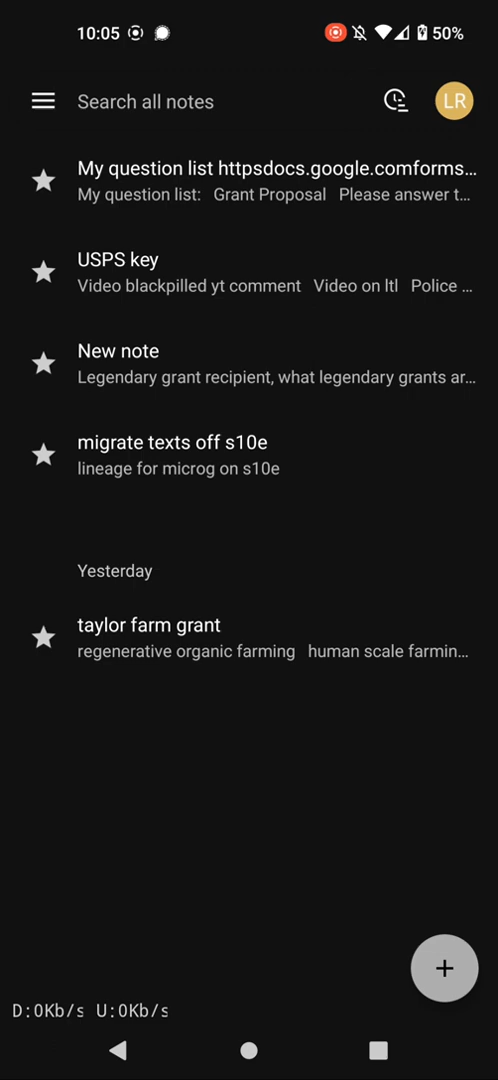 10:05
50%
Search all notes
LR
My question list httpsdocs.google.comforms...
My question list: Grant Proposal Please answer t...
USPS key
Video blackpilled yt comment Video on ltl Police ...
New note
Legendary grant recipient, what legendary grants ar...
migrate texts off s10e
lineage for microg on s10e
Yesterday
taylor farm grant
regenerative organic farming human scale farmin...
+
D:0Kb/s U:0Kb/s